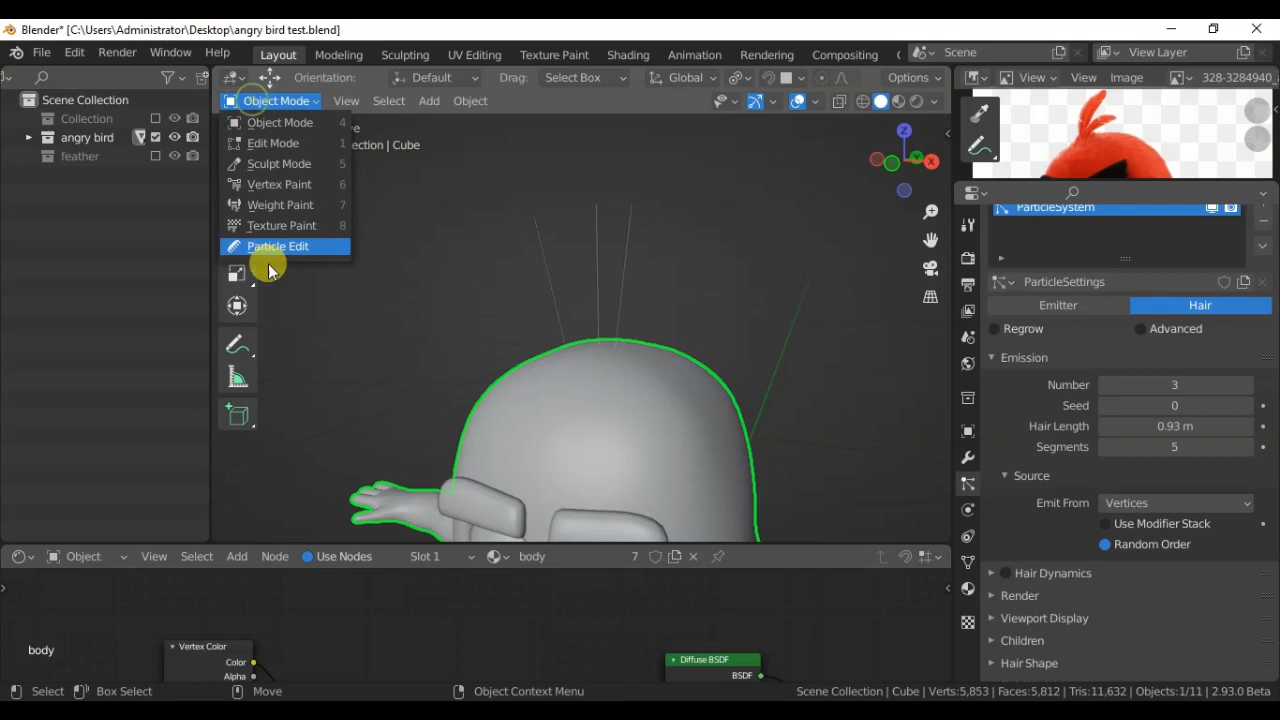 Blender* [C:\Users\Administrator\Desktop\angry bird test.blend]
File Edit Render Window Help Layout Modeling Sculpting UV Editing Texture Paint Shading Animation Rendering Compositing Scene View Layer
Orientation: Default Drag: Select Box Global Options View View Image 328-3284940_
Object Mode View Select Add Object
Scene Collection
Collection
angry bird
feather
Object Mode 4
Edit Mode 1
Sculpt Mode 5
Vertex Paint 6
Weight Paint 7
Texture Paint 8
Particle Edit
ection | Cube
Z
Y
X
ParticleSystem
ParticleSettings
Emitter Hair
Regrow Advanced
Emission
Number 3
Seed 0
Hair Length 0.93 m
Segments 5
Source
Emit From Vertices
Use Modifier Stack
Random Order
Hair Dynamics
Render
Viewport Display
Children
Hair Shape
Object View Select Add Node Use Nodes Slot 1 body 7
Vertex Color
Color
Alpha
body
Diffuse BSDF
BSDF
Select Box Select Move Object Context Menu Scene Collection | Cube | Verts:5,853 | Faces:5,812 | Tris:11,632 | Objects:1/11 | 2.93.0 Beta